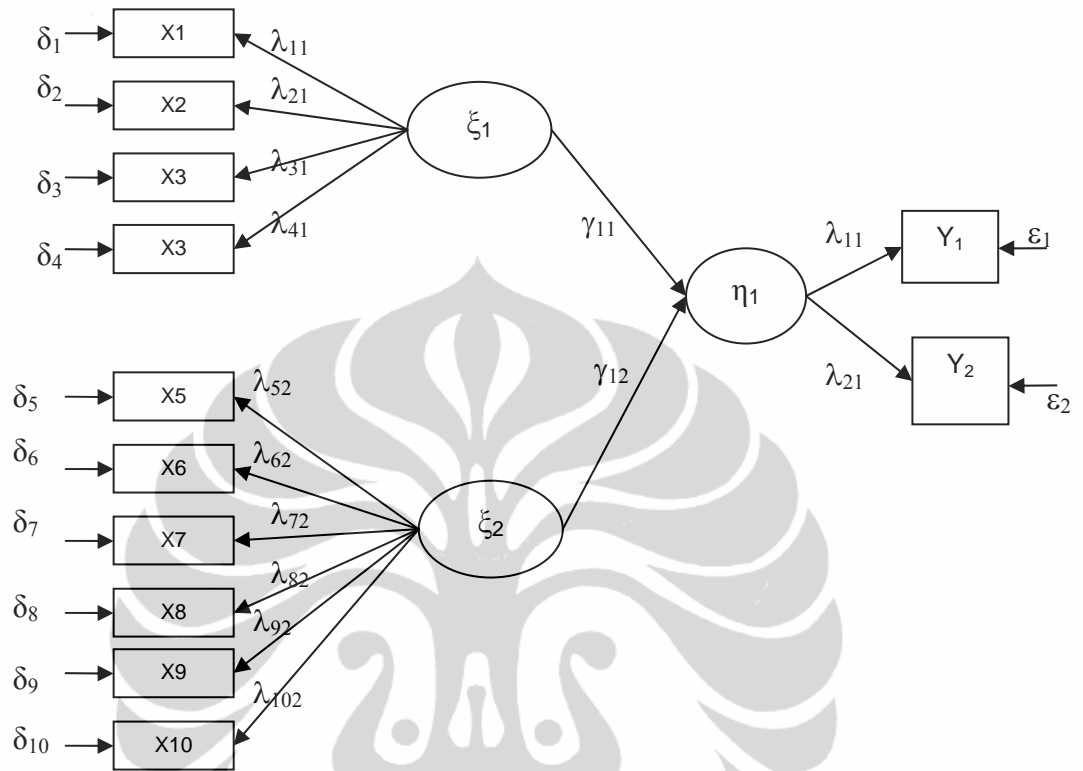 δ1 X1 λ11
δ2 X2 λ21
δ3 X3 λ31
δ4 X3 λ41
ξ1
γ11
η1
λ11 Y1 ε1
λ21 Y2 ε2
γ12
δ5 X5 λ52
δ6 X6 λ62
δ7 X7 λ72
δ8 X8 λ82
δ9 X9 λ92
δ10 X10 λ102
ξ2